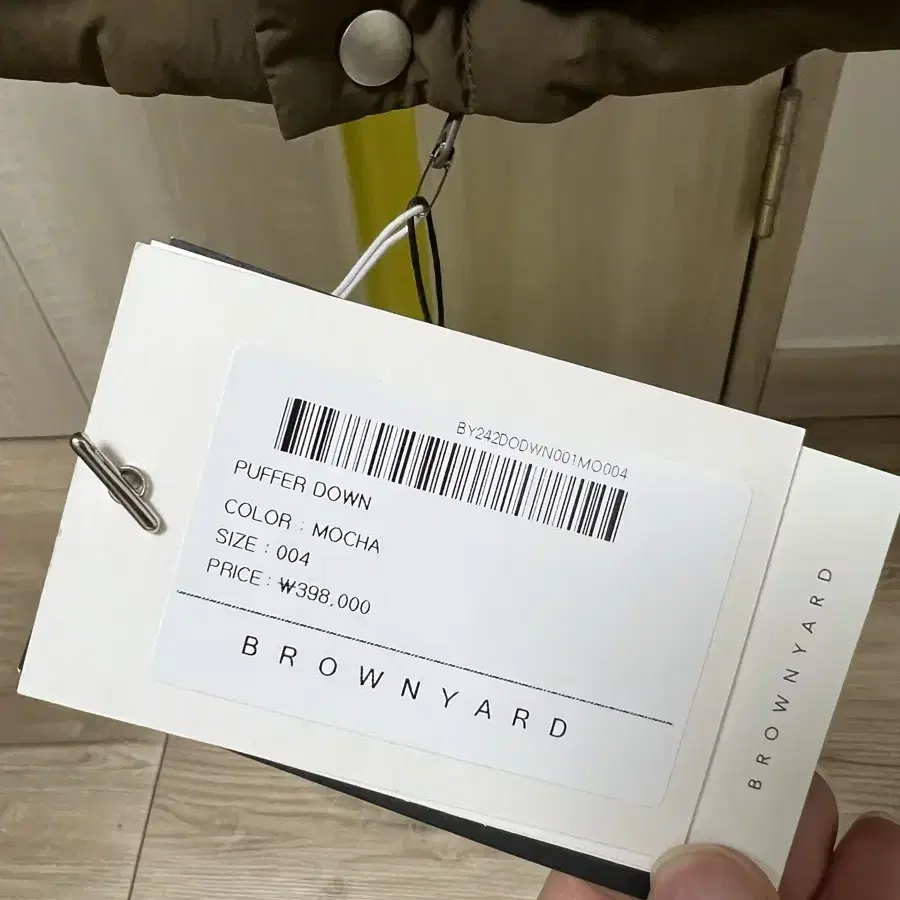 BY242DODWN001MO004
PUFFER DOWN
COLOR : MOCHA
SIZE : 004
PRICE : ₩398,000
BROWNYARD
BROWNYARD